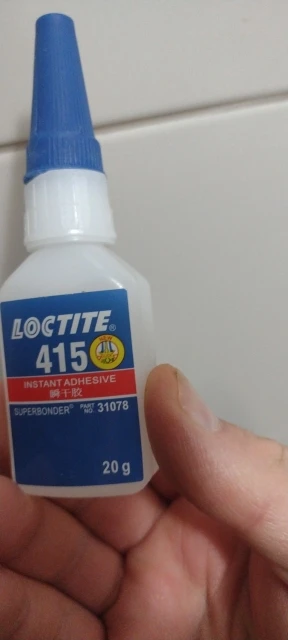 LOCTITE®
415
INSTANT ADHESIVE
瞬干胶
SUPERBONDER® PART NO. 31078
20 g